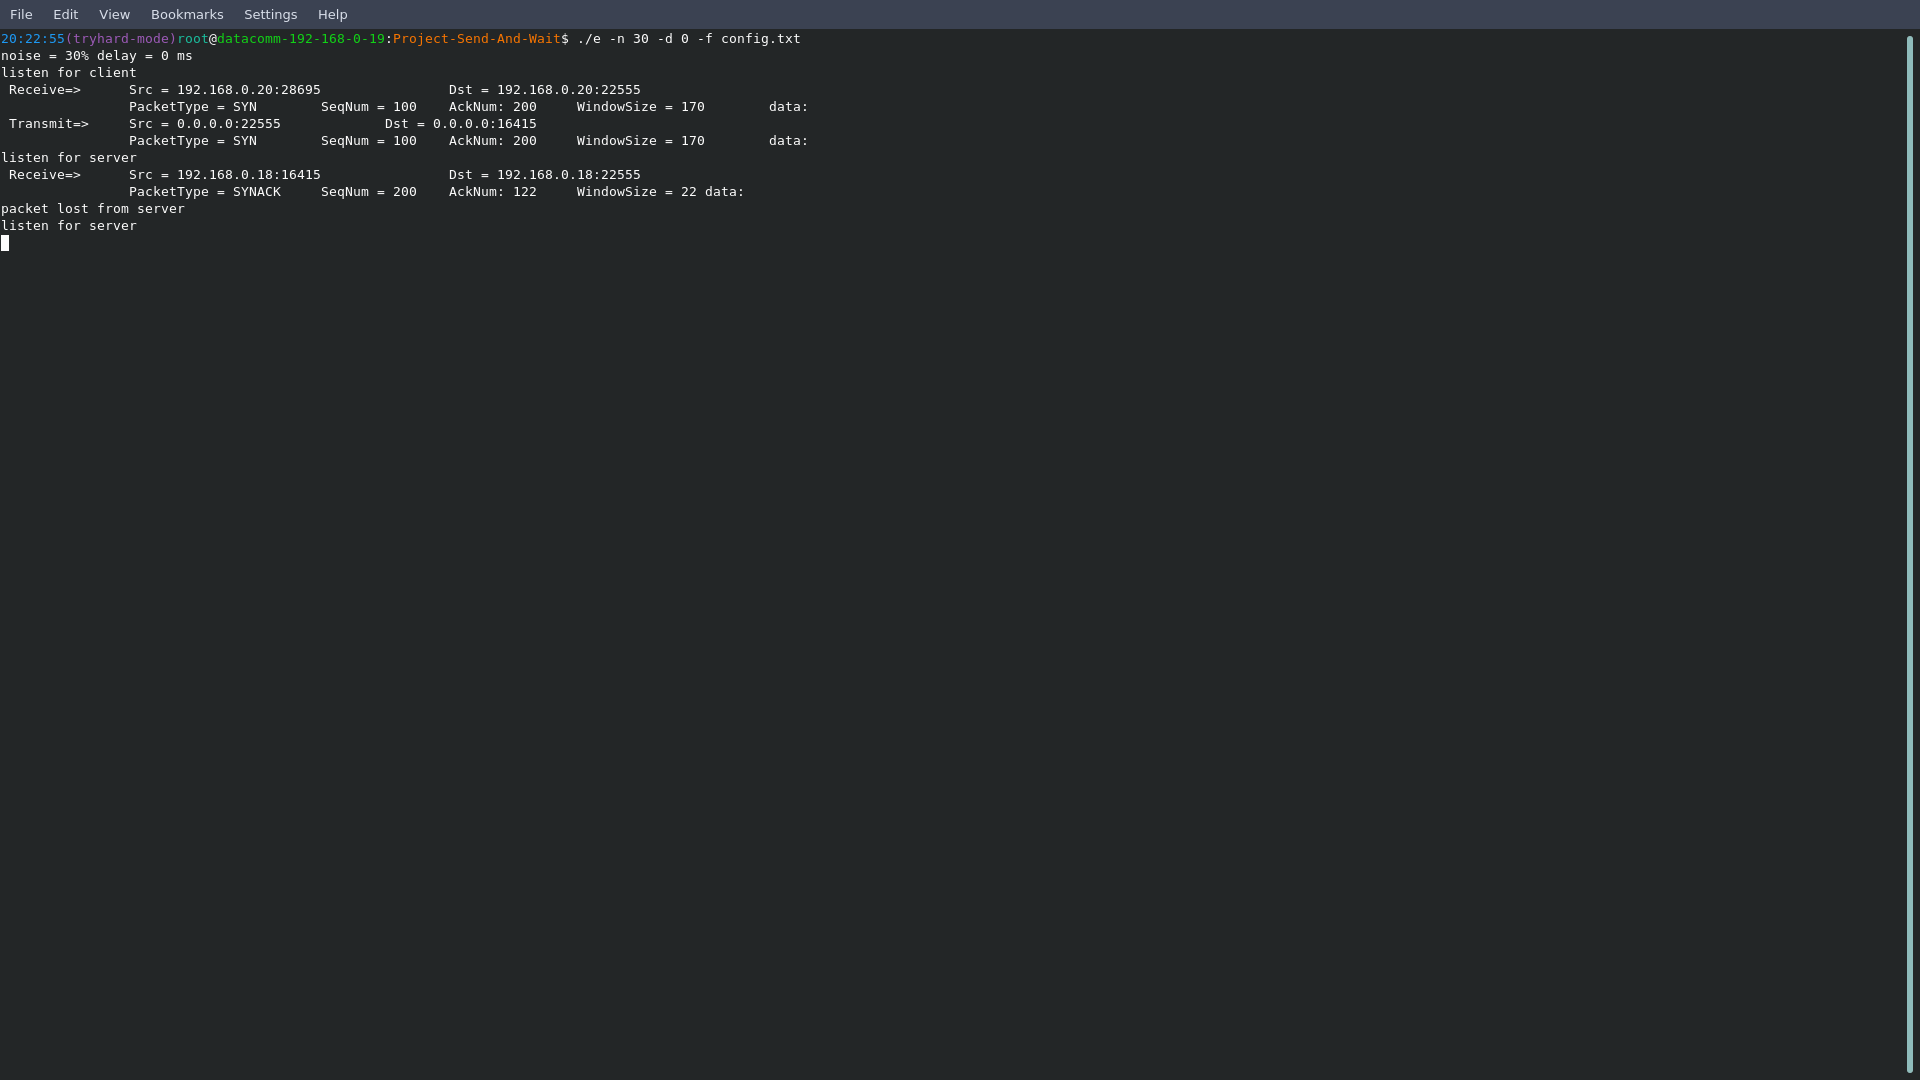 File Edit View Bookmarks Settings Help
20:22:55(tryhard-mode)root@datacomm-192-168-0-19:Project-Send-And-Wait$ ./e -n 30 -d 0 -f config.txt
noise = 30% delay = 0 ms
listen for client
Receive=> Src = 192.168.0.20:28695 Dst = 192.168.0.20:22555
PacketType = SYN SeqNum = 100 AckNum: 200 WindowSize = 170 data:
Transmit=> Src = 0.0.0.0:22555 Dst = 0.0.0.0:16415
PacketType = SYN SeqNum = 100 AckNum: 200 WindowSize = 170 data:
listen for server
Receive=> Src = 192.168.0.18:16415 Dst = 192.168.0.18:22555
PacketType = SYNACK SeqNum = 200 AckNum: 122 WindowSize = 22 data:
packet lost from server
listen for server